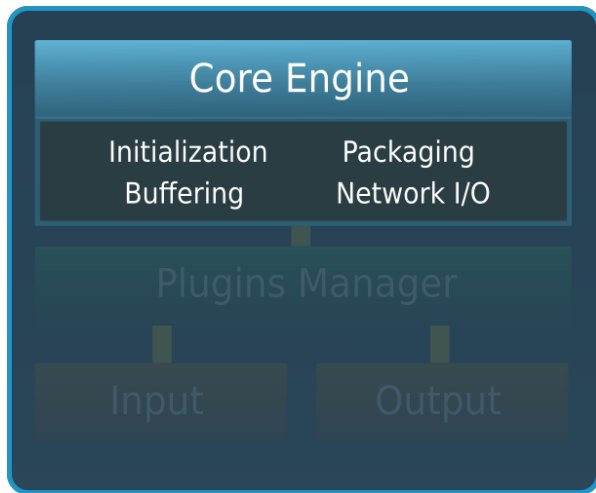 Core Engine
Initialization Packaging
Buffering Network I/O
Plugins Manager
Input Output